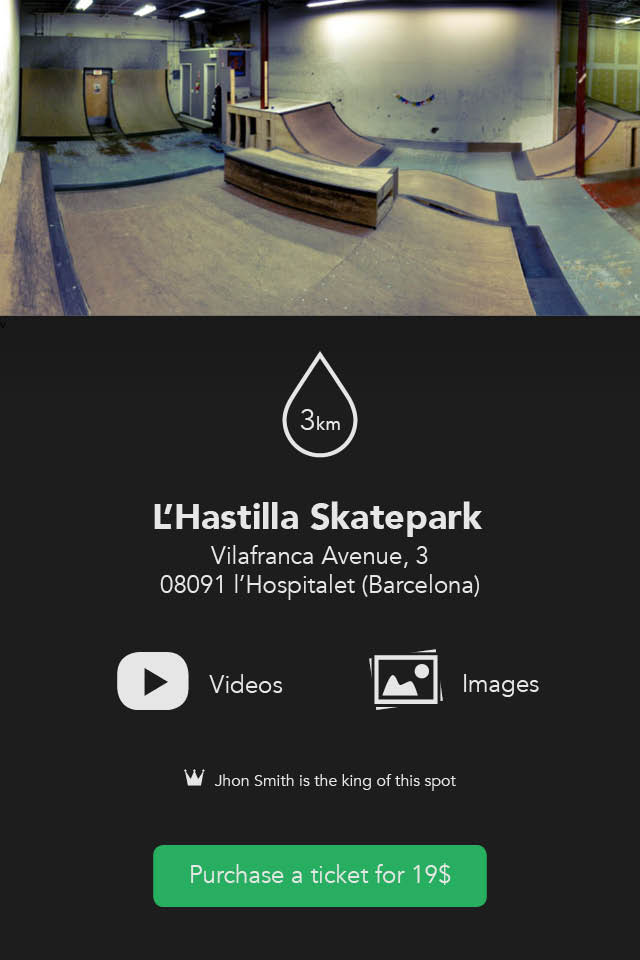 3km
L'Hastilla Skatepark
Vilafranca Avenue, 3
08091 l'Hospitalet (Barcelona)
Videos
Images
Jhon Smith is the king of this spot
Purchase a ticket for 19$